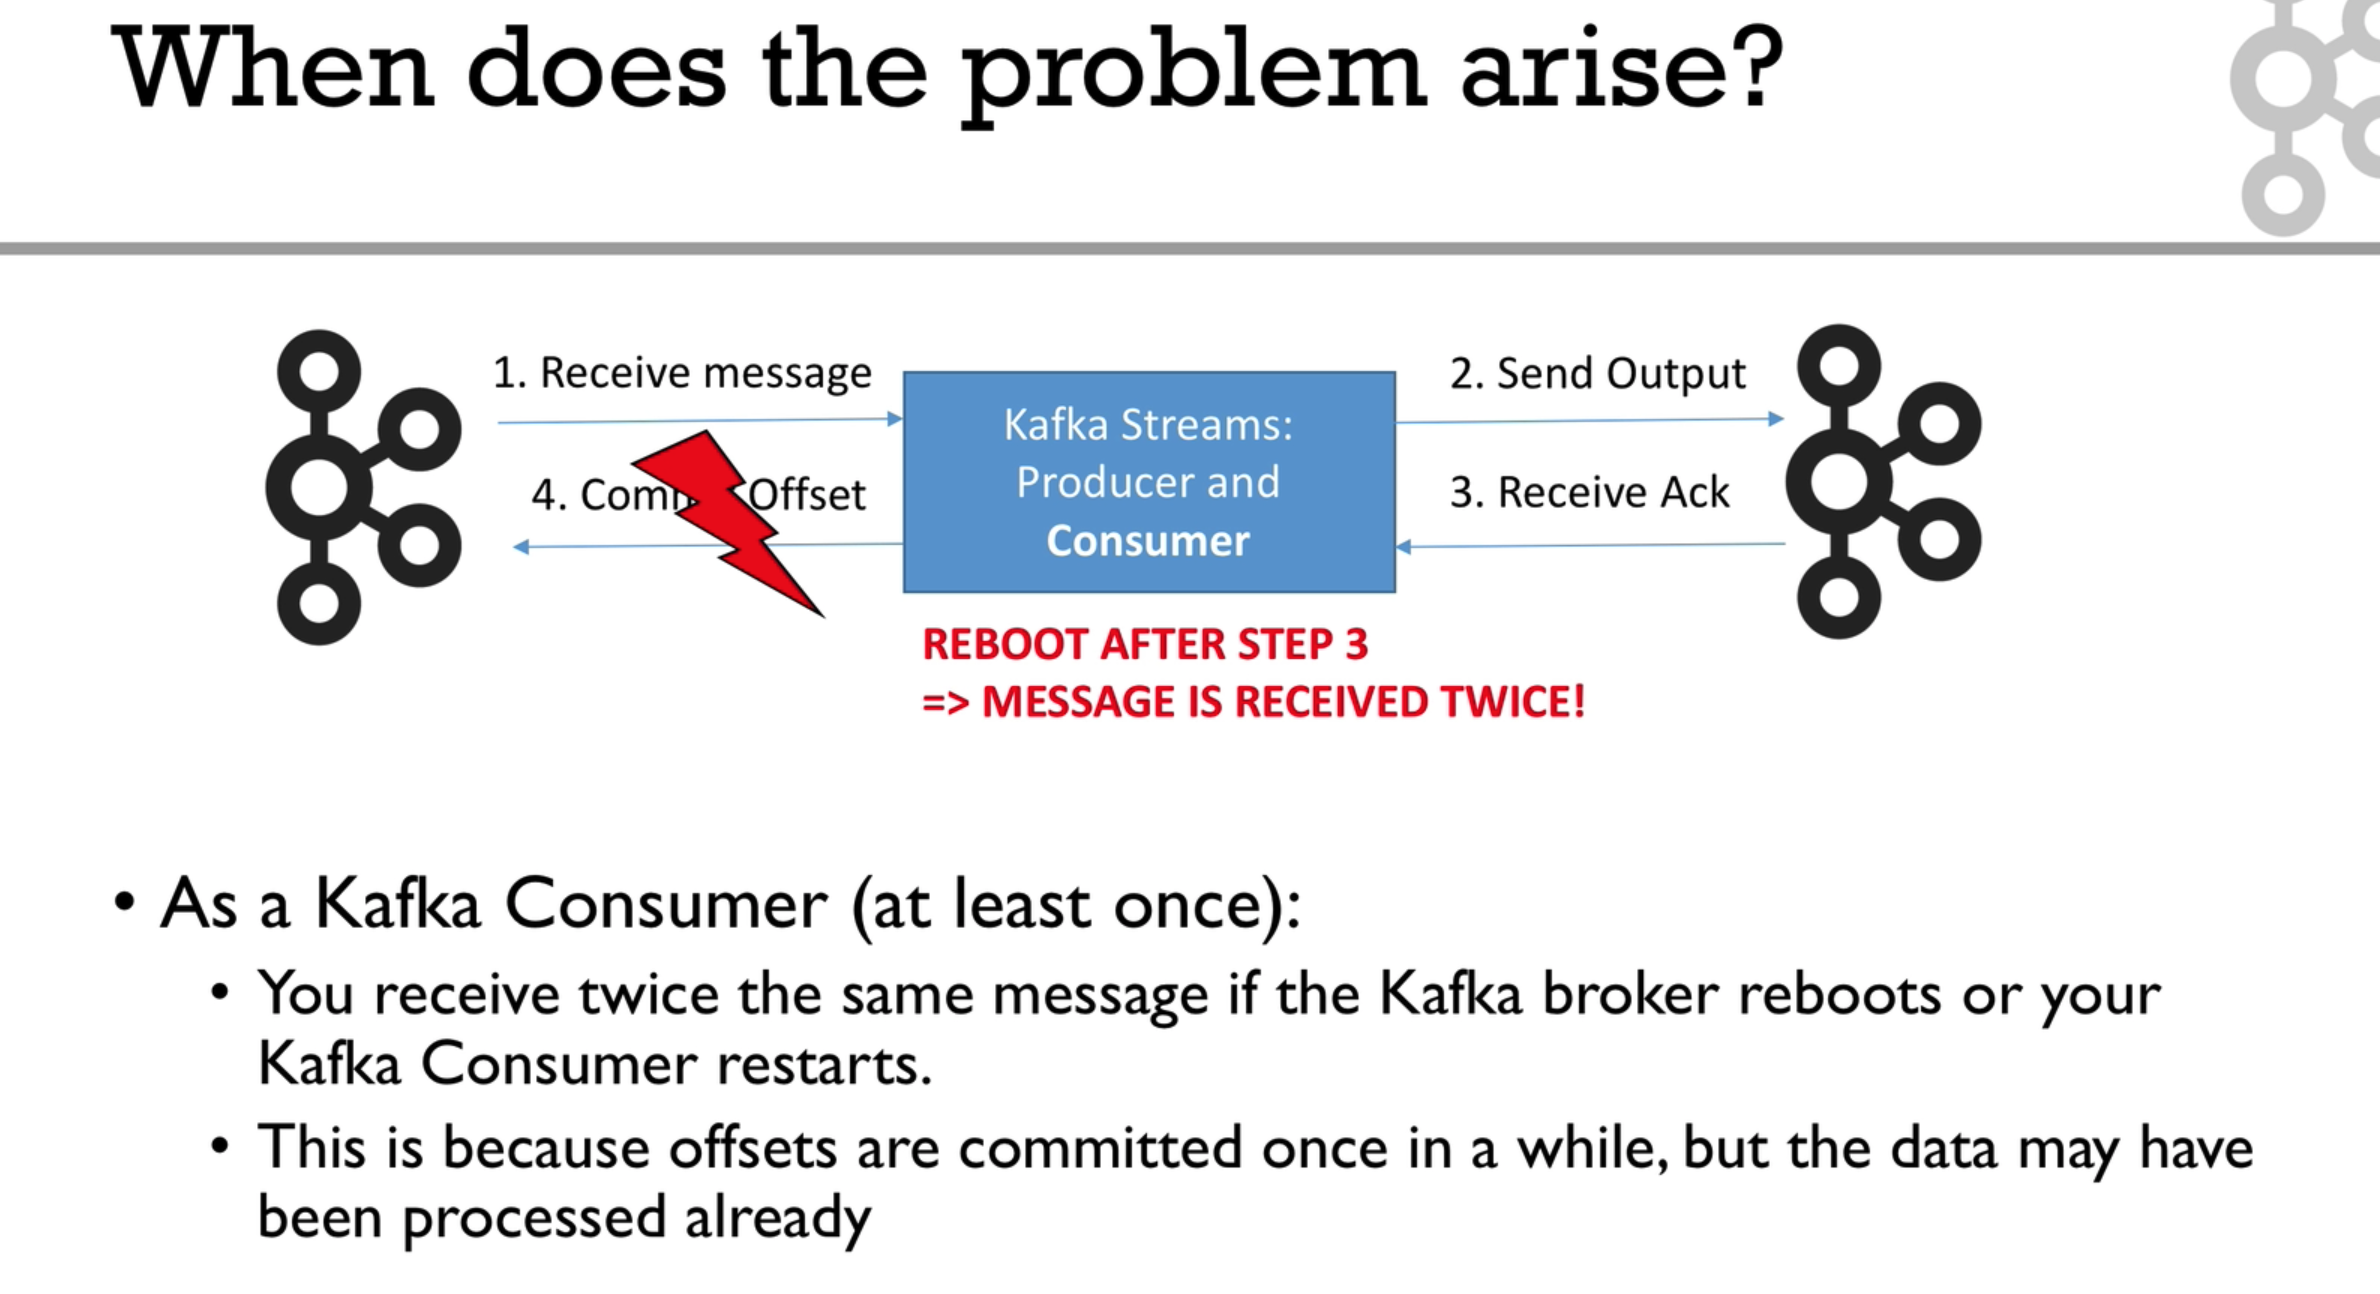 When does the problem arise?
1. Receive message
2. Send Output
Kafka Streams:
Producer and
Consumer
4. Comm Offset
3. Receive Ack
REBOOT AFTER STEP 3
=> MESSAGE IS RECEIVED TWICE!
• As a Kafka Consumer (at least once):
• You receive twice the same message if the Kafka broker reboots or your
Kafka Consumer restarts.
• This is because offsets are committed once in a while, but the data may have
been processed already